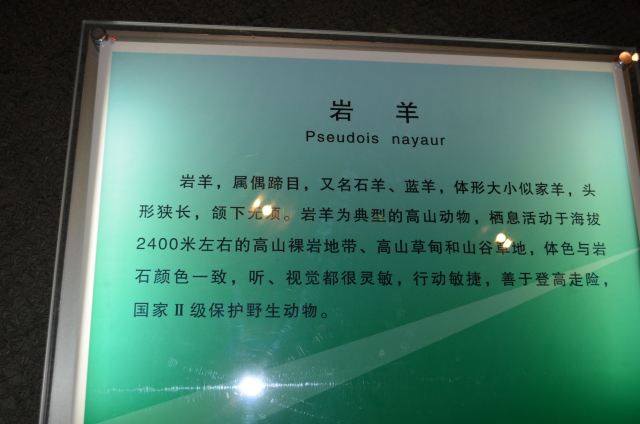 岩 羊
Pseudois nayaur
岩羊，属偶蹄目，又名石羊、蓝羊，体形大小似家羊，头
形狭长，颌下无须。岩羊为典型的高山动物，栖息活动于海拔
2400米左右的高山裸岩地带、高山草甸和山谷草地，体色与岩
石颜色一致，听、视觉都很灵敏，行动敏捷，善于登高走险，
国家Ⅱ级保护野生动物。